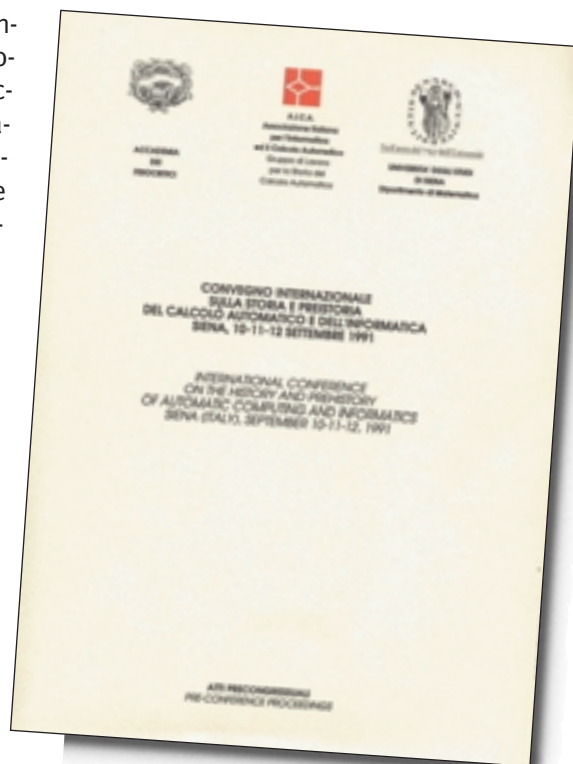 n-
o-
c-
-
-
e
-
ACCADEMIA
DEI
FISIOCRITICI
A.I.C.A.
Associazione Italiana
per l'Informatica
ed il Calcolo Automatico
Gruppo di Lavoro
per la Storia del
Calcolo Automatico
UNIVERSITA' DEGLI STUDI
DI SIENA
Dipartimento di Matematica
CONVEGNO INTERNAZIONALE
SULLA STORIA E PREISTORIA
DEL CALCOLO AUTOMATICO E DELL'INFORMATICA
SIENA, 10-11-12 SETTEMBRE 1991
INTERNATIONAL CONFERENCE
ON THE HISTORY AND PREHISTORY
OF AUTOMATIC COMPUTING AND INFORMATICS
SIENA (ITALY), SEPTEMBER 10-11-12, 1991
ATTI PRECONGRESSUALI
PRE-CONFERENCE PROCEEDINGS